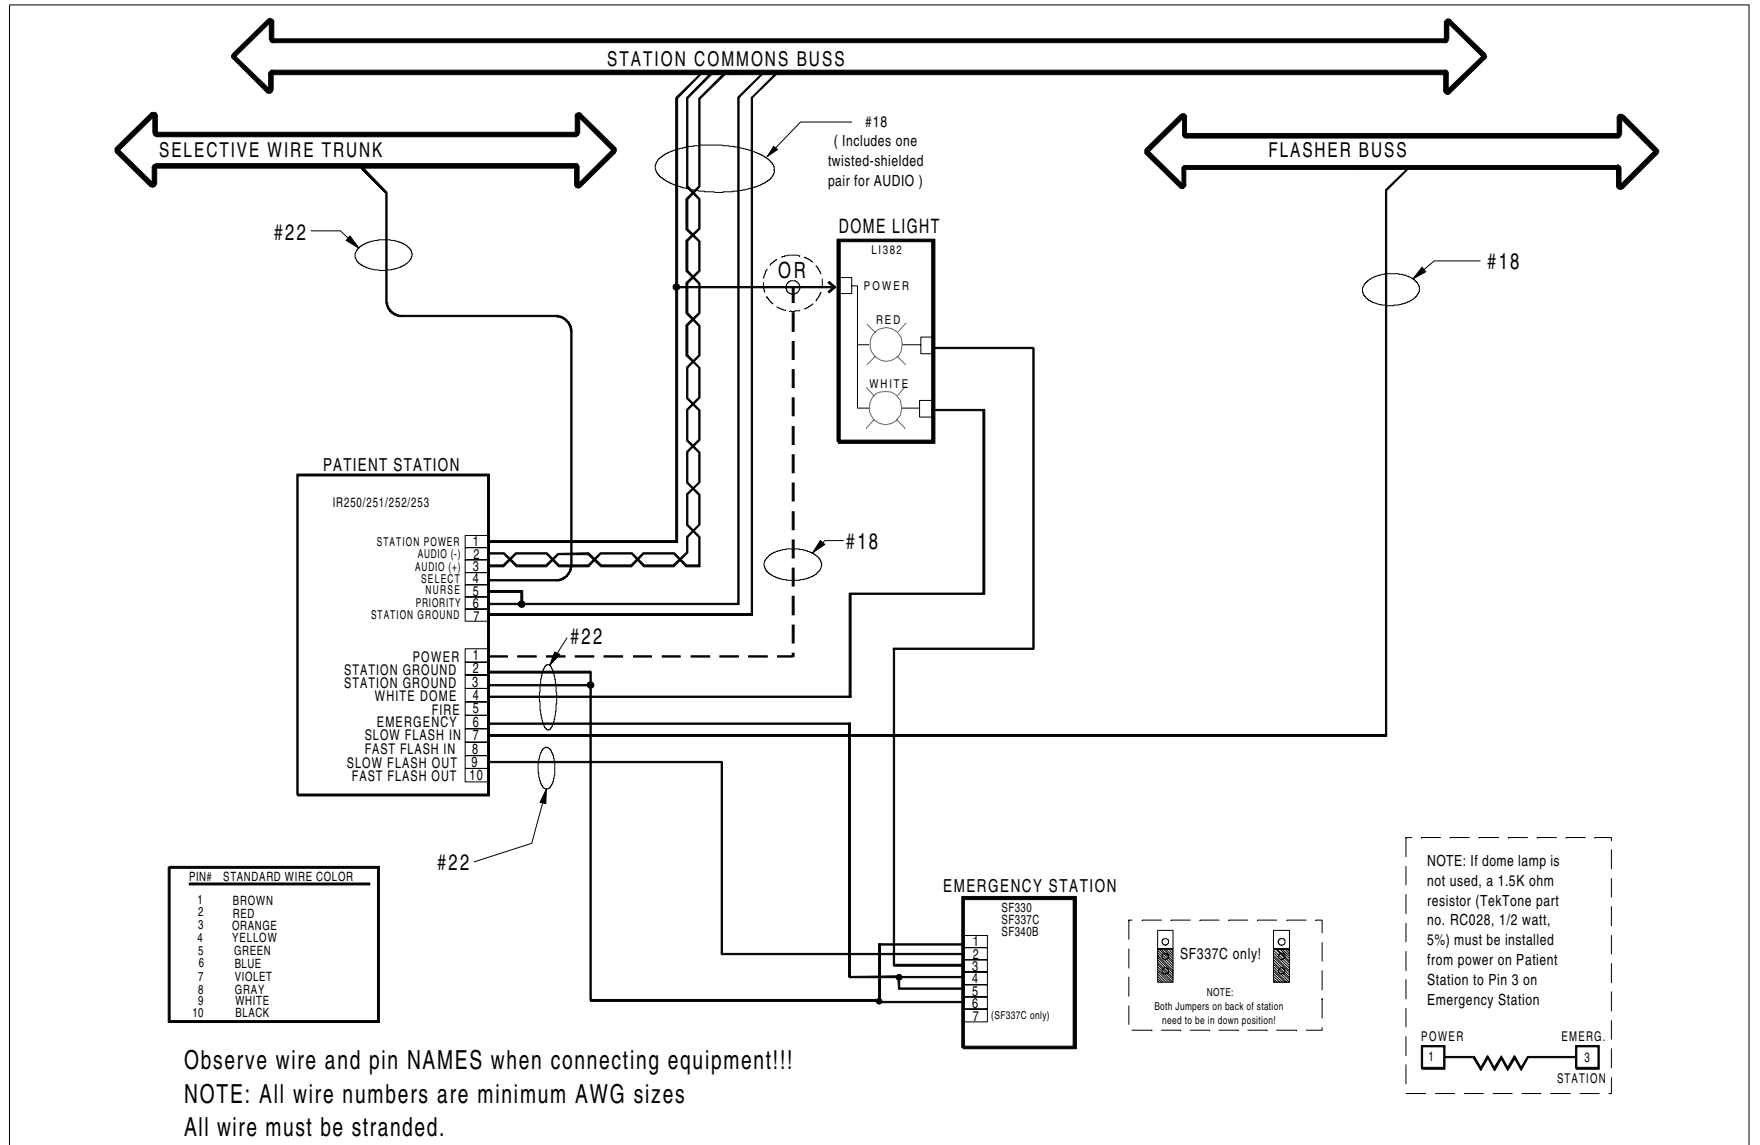 STATION COMMONS BUSS
SELECTIVE WIRE TRUNK
FLASHER BUSS
#18
( Includes one
twisted-shielded
pair for AUDIO )
#22
#18
DOME LIGHT
LI382
OR
POWER
RED
WHITE
PATIENT STATION
IR250/251/252/253
STATION POWER 1
AUDIO (-) 2
AUDIO (+) 3
SELECT 4
NURSE 5
PRIORITY 6
STATION GROUND 7
#18
#22
POWER 1
STATION GROUND 2
STATION GROUND 3
WHITE DOME 4
FIRE 5
EMERGENCY 6
SLOW FLASH IN 7
FAST FLASH IN 8
SLOW FLASH OUT 9
FAST FLASH OUT 10
#22
PIN# STANDARD WIRE COLOR
1 BROWN
2 RED
3 ORANGE
4 YELLOW
5 GREEN
6 BLUE
7 VIOLET
8 GRAY
9 WHITE
10 BLACK
EMERGENCY STATION
SF330
SF337C
SF340B
1
2
3
4
5
6
7 (SF337C only)
SF337C only!
NOTE:
Both Jumpers on back of station
need to be in down position!
NOTE: If dome lamp is
not used, a 1.5K ohm
resistor (TekTone part
no. RC028, 1/2 watt,
5%) must be installed
from power on Patient
Station to Pin 3 on
Emergency Station
POWER EMERG.
1 3
STATION
Observe wire and pin NAMES when connecting equipment!!!
NOTE: All wire numbers are minimum AWG sizes
All wire must be stranded.